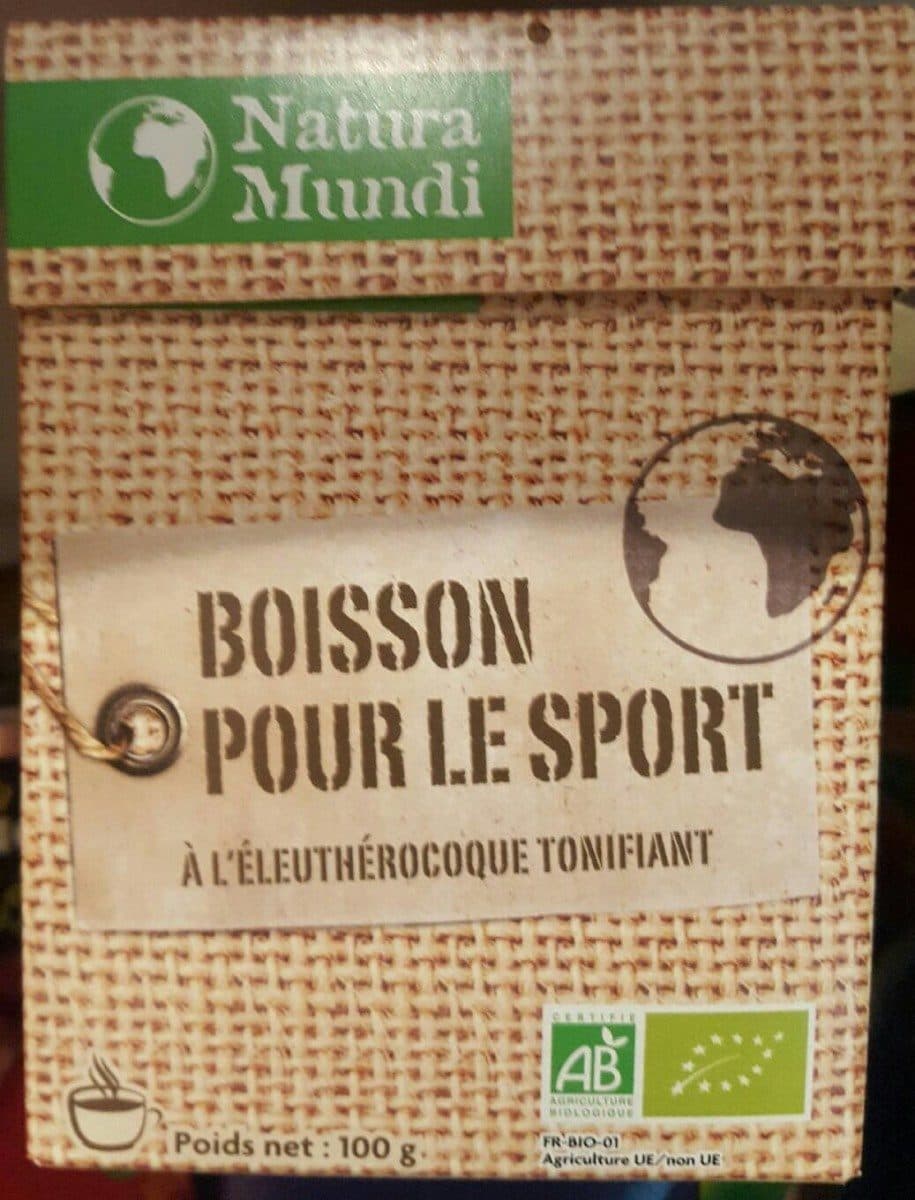 Natura
Mundi
BOISSON
POUR LE SPORT
À L'ÉLEUTHÉROCOQUE TONIFIANT
CERTIFIÉ
AB
AGRICULTURE
BIOLOGIQUE
Poids net : 100 g
FR-BIO-01
Agriculture UE/non UE